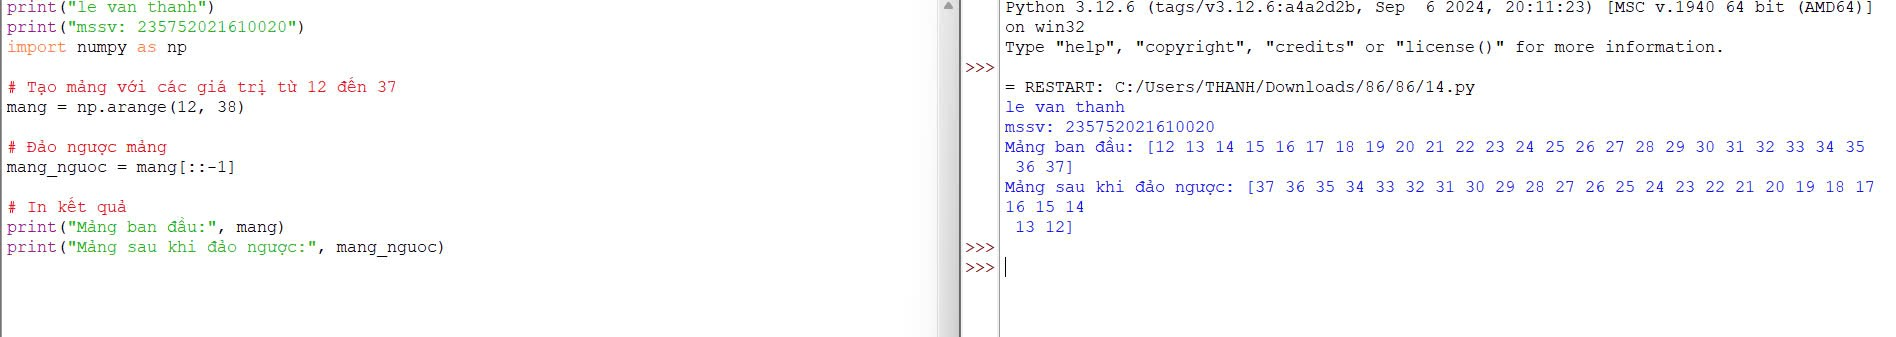 print("le van thanh")
print("mssv: 235752021610020")
import numpy as np
# Tạo mảng với các giá trị từ 12 đến 37
mang = np.arange(12, 38)
# Đảo ngược mảng
mang_nguoc = mang[::-1]
# In kết quả
print("Mảng ban đầu:", mang)
print("Mảng sau khi đảo ngược:", mang_nguoc)
Python 3.12.6 (tags/v3.12.6:a4a2d2b, Sep  6 2024, 20:11:23) [MSC v.1940 64 bit (AMD64)]
on win32
Type "help", "copyright", "credits" or "license()" for more information.
>>>
= RESTART: C:/Users/THANH/Downloads/86/86/14.py
le van thanh
mssv: 235752021610020
Mảng ban đầu: [12 13 14 15 16 17 18 19 20 21 22 23 24 25 26 27 28 29 30 31 32 33 34 35
 36 37]
Mảng sau khi đảo ngược: [37 36 35 34 33 32 31 30 29 28 27 26 25 24 23 22 21 20 19 18 17
16 15 14
 13 12]
>>>
>>>